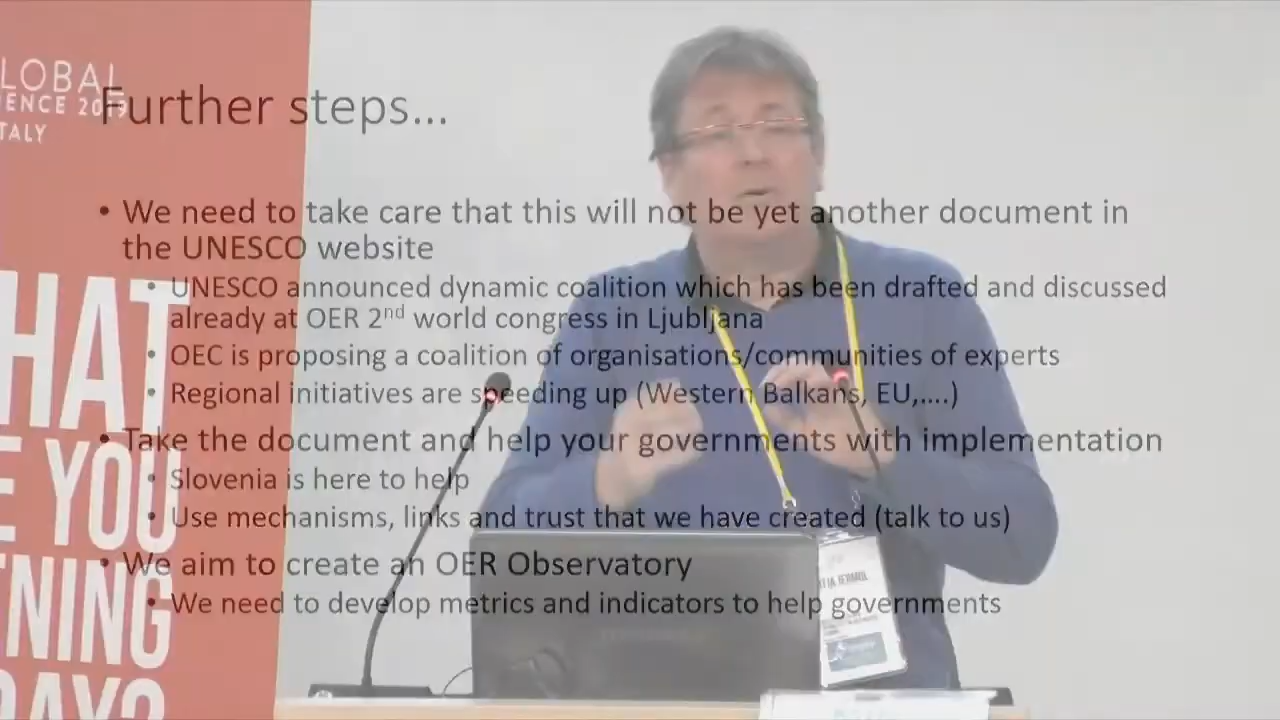 LOBAL
ENCE 2019
TALY
Further steps...
• We need to take care that this will not be yet another document in
the UNESCO website
• UNESCO announced dynamic coalition which has been drafted and discussed
already at OER 2nd world congress in Ljubljana
• OEC is proposing a coalition of organisations/communities of experts
• Regional initiatives are speeding up (Western Balkans, EU,....)
• Take the document and help your governments with implementation
• Slovenia is here to help
• Use mechanisms, links and trust that we have created (talk to us)
• We aim to create an OER Observatory
• We need to develop metrics and indicators to help governments
HAT
E YOU
NING
DAY?